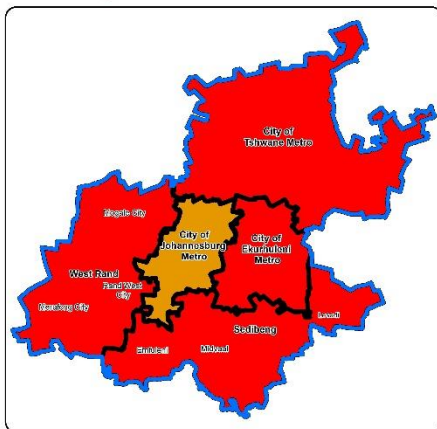 City of
Tshwane Metro
Mogale City
City of
Johannesburg
Metro
City of
Ekurhuleni
Metro
West Rand
Rand West
City
Merafong City
Sedibeng
Lesedi
Emfuleni
Midvaal